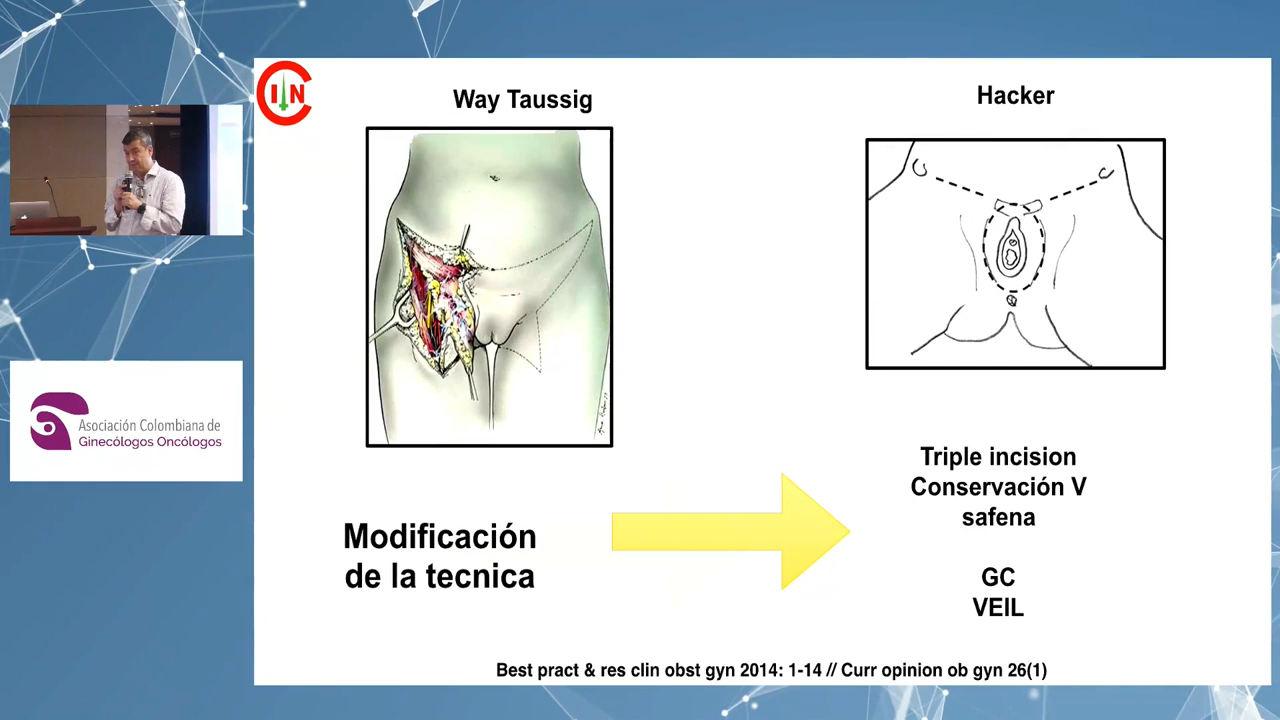 Way Taussig
Hacker
Triple incision
Conservación V
safena
GC
VEIL
Modificación
de la tecnica
Best pract & res clin obst gyn 2014: 1-14 // Curr opinion ob gyn 26(1)
Asociación Colombiana de
Ginecólogos Oncólogos